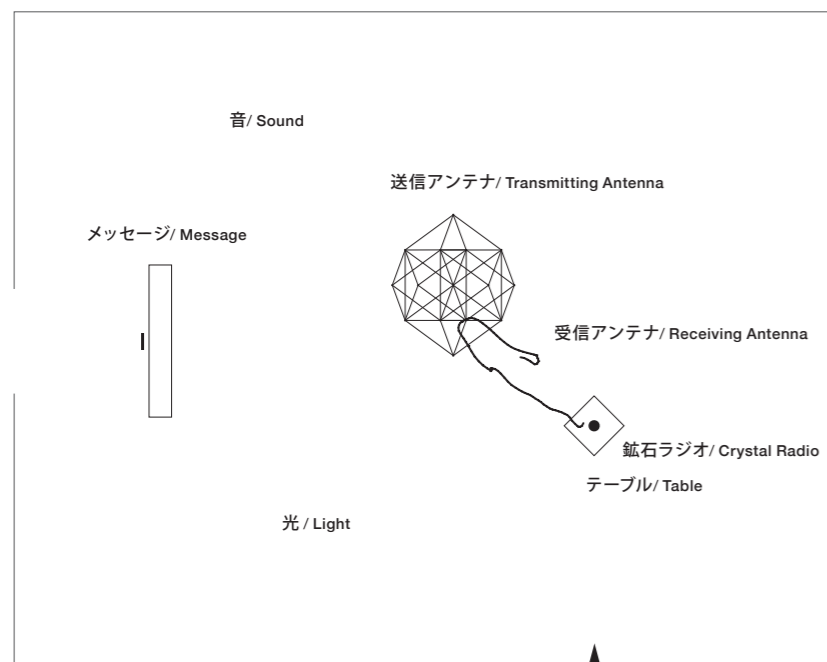 音/ Sound
送信アンテナ/ Transmitting Antenna
メッセージ/ Message
受信アンテナ/ Receiving Antenna
鉱石ラジオ/ Crystal Radio
テーブル/ Table
光 / Light